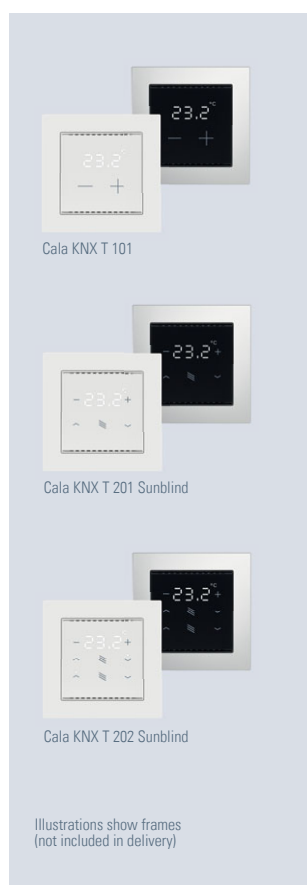 23.2°C
— +
23.2°
— +
Cala KNX T 101
-23.2°C+
-23.2°+
Cala KNX T 201 Sunblind
-23.2°C+
-23.2°+
Cala KNX T 202 Sunblind
Illustrations show frames
(not included in delivery)